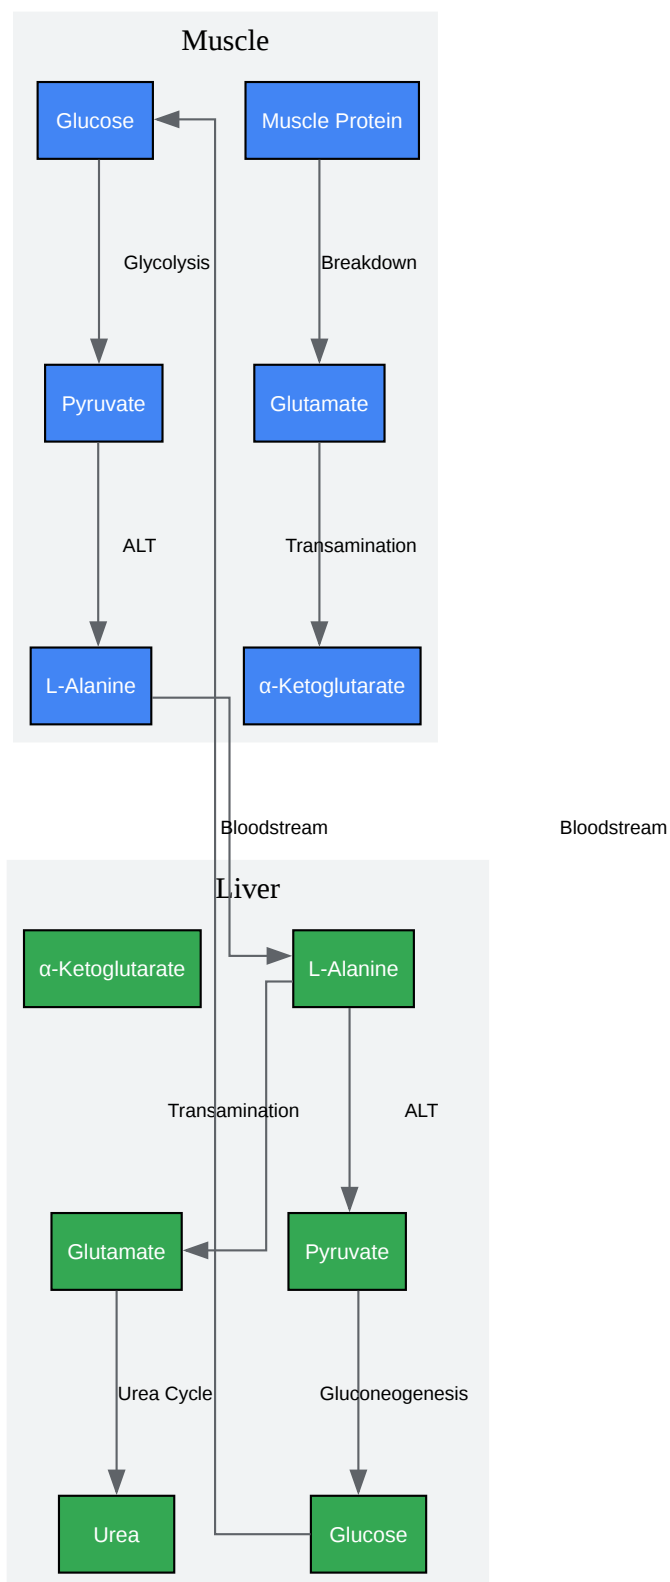 Muscle
Glucose
Muscle Protein
Glycolysis
Breakdown
Pyruvate
Glutamate
ALT
Transamination
L-Alanine
α-Ketoglutarate
Bloodstream
Bloodstream
Liver
α-Ketoglutarate
L-Alanine
Transamination
ALT
Glutamate
Pyruvate
Urea Cycle
Gluconeogenesis
Urea
Glucose